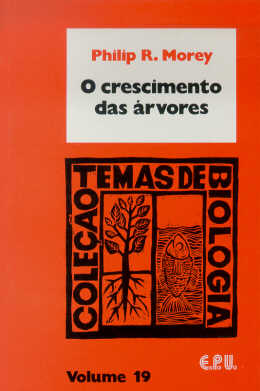 Philip R. Morey
O crescimento
das árvores
COLEÇÃO
TEMAS DE
BIOLOGIA
Volume 19
E.P.U.